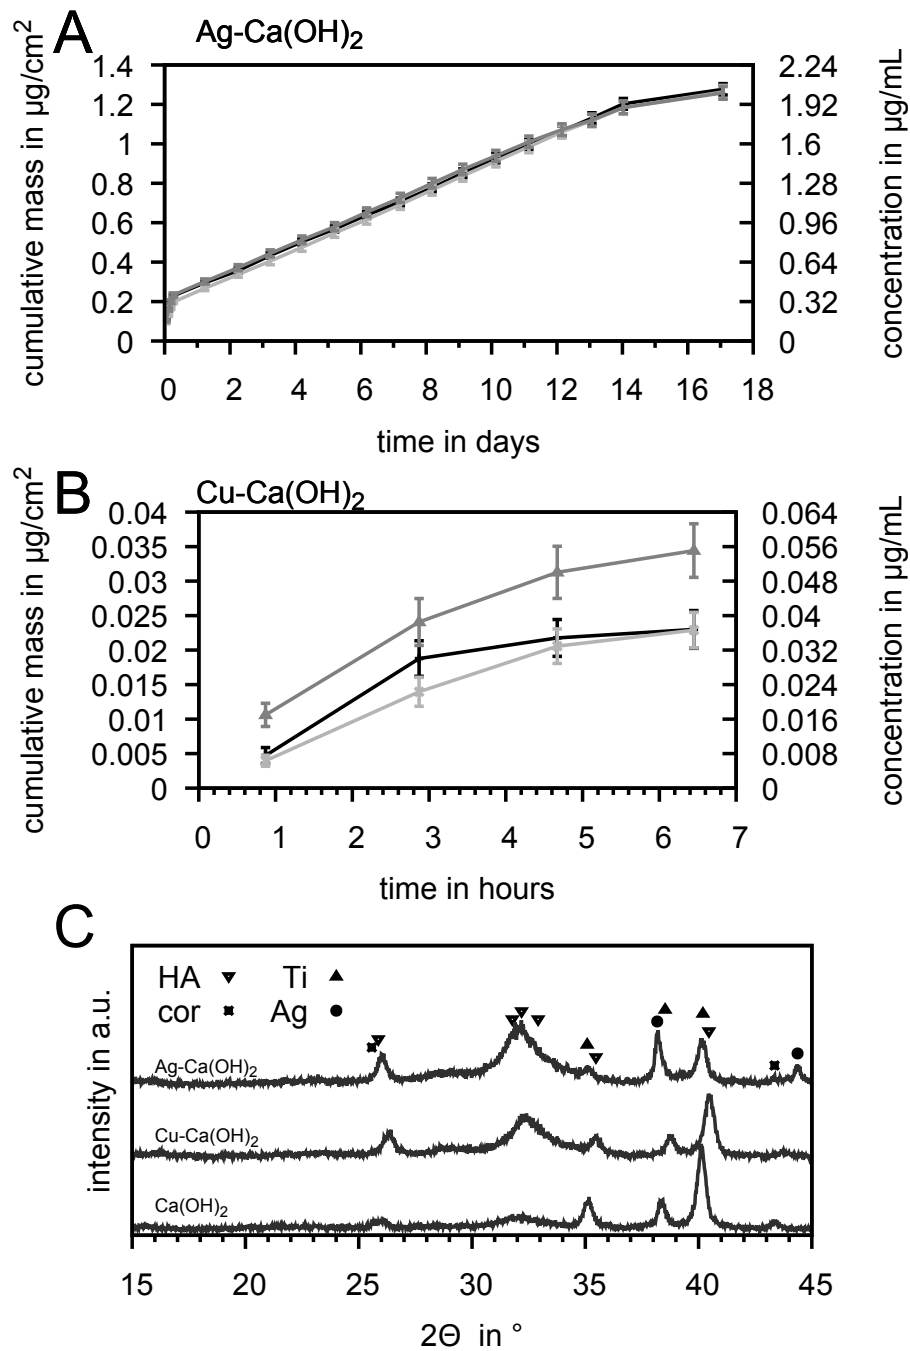 A
Ag-Ca(OH)2
cumulative mass in µg/cm2
concentration in µg/mL
1.4
1.2
1
0.8
0.6
0.4
0.2
0
2.24
1.92
1.6
1.28
0.96
0.64
0.32
0
0 2 4 6 8 10 12 14 16 18
time in days
B
Cu-Ca(OH)2
cumulative mass in µg/cm2
concentration in µg/mL
0.04
0.035
0.03
0.025
0.02
0.015
0.01
0.005
0
0.064
0.056
0.048
0.04
0.032
0.024
0.016
0.008
0
0 1 2 3 4 5 6 7
time in hours
C
intensity in a.u.
HA Ti
cor Ag
Ag-Ca(OH)2
Cu-Ca(OH)2
Ca(OH)2
15 20 25 30 35 40 45
2Θ in °